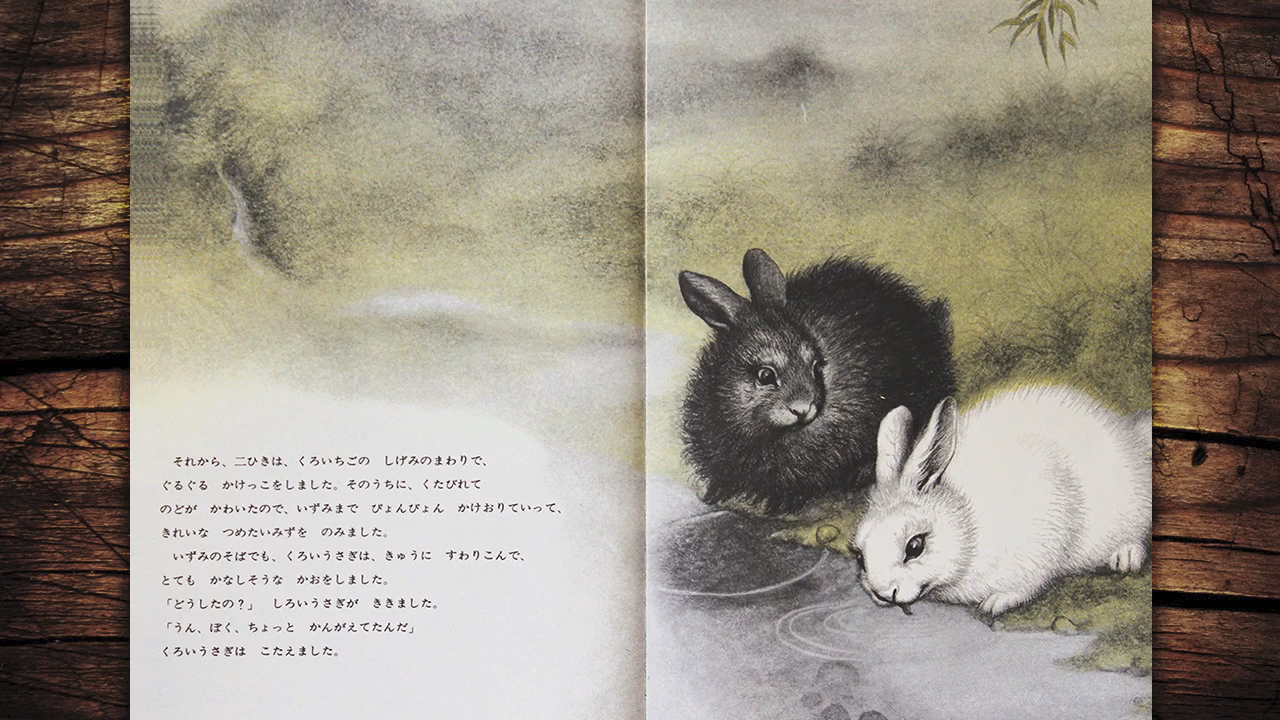 それから、二ひきは、くろいちごの　しげみのまわりで、
ぐるぐる　かけっこをしました。そのうちに、くたびれて
のどが　かわいたので、いずみまで　ぴょんぴょん　かけおりていって、
きれいな　つめたいみずを　のみました。
いずみのそばでも、くろいうさぎは、きゅうに　すわりこんで、
とても　かなしそうな　かおをしました。
「どうしたの？」　しろいうさぎが　ききました。
「うん、ぼく、ちょっと　かんがえてたんだ」
くろいうさぎは　こたえました。